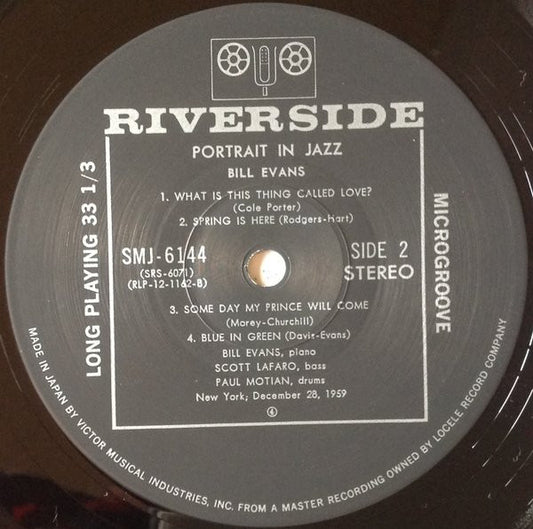 RIVERSIDE
PORTRAIT IN JAZZ
BILL EVANS
1. WHAT IS THIS THING CALLED LOVE?
(Cole Porter)
2. SPRING IS HERE (Rodgers-Hart)
SMJ-6144
(SRS-6071)
(RLP-12-1162-B)
SIDE 2
STEREO
3. SOME DAY MY PRINCE WILL COME
(Morey-Churchill)
4. BLUE IN GREEN (Davis-Evans)
BILL EVANS, piano
SCOTT LAFARO, bass
PAUL MOTIAN, drums
New York; December 28, 1959
4
LONG PLAYING 33 1/3
MICROGROOVE
MADE IN JAPAN BY VICTOR MUSICAL INDUSTRIES, INC. FROM A MASTER RECORDING OWNED BY LOCELE RECORD COMPANY